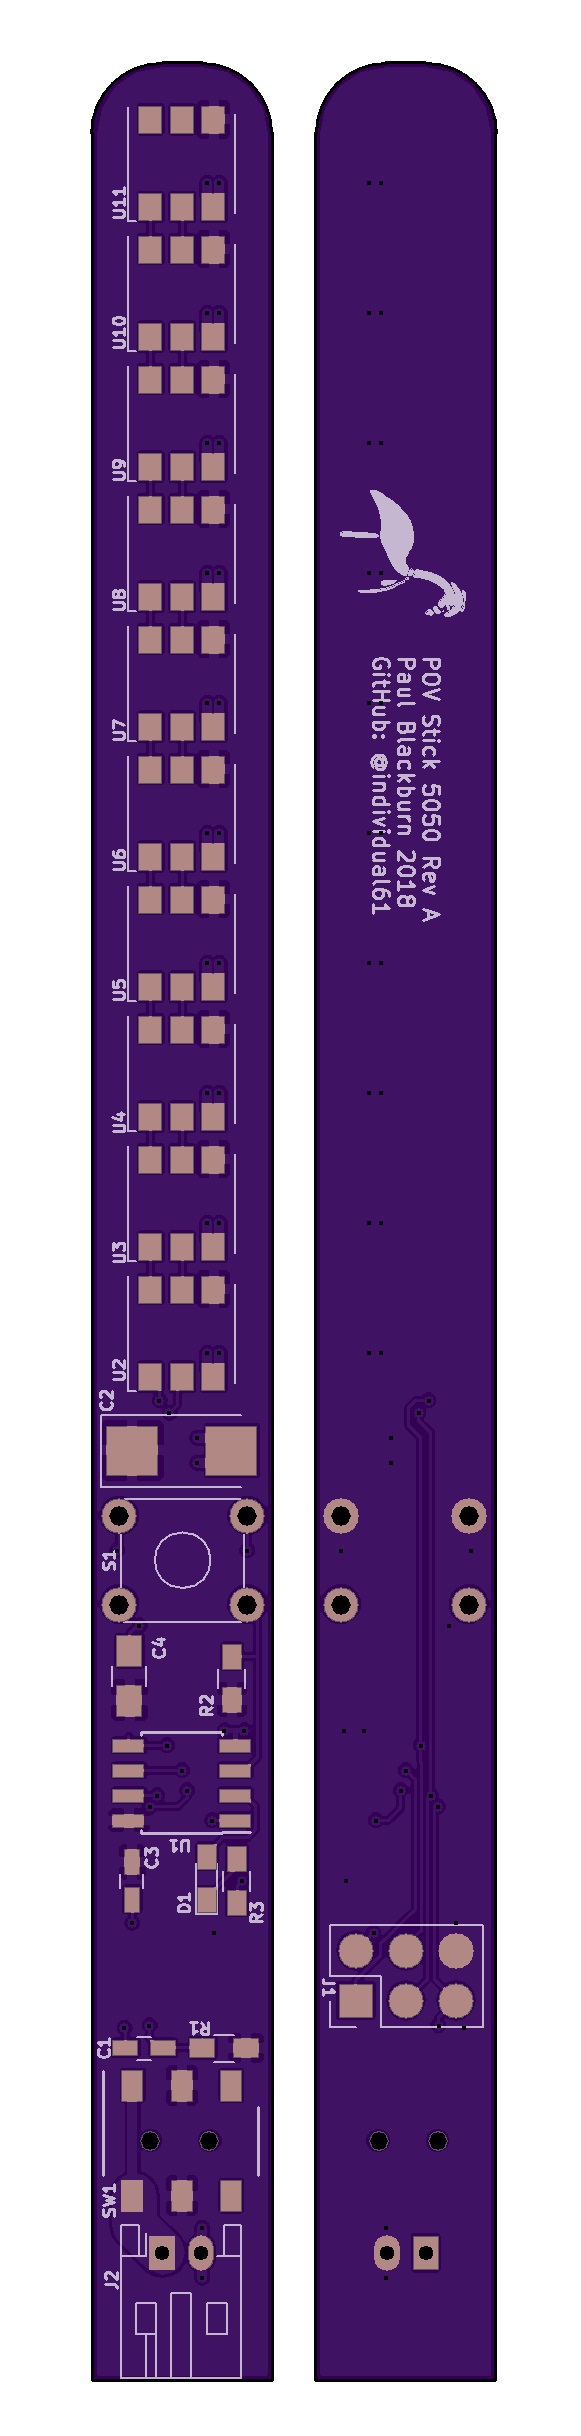 U11
U10
U9
U8
U7
U6
U5
U4
U3
U2
C2
S1
C4
R2
U1
C3
D1
R3
R1
C1
SW1
J2
POV Stick 5050 Rev A
Paul Blackburn 2018
GitHub: @individual61
J1